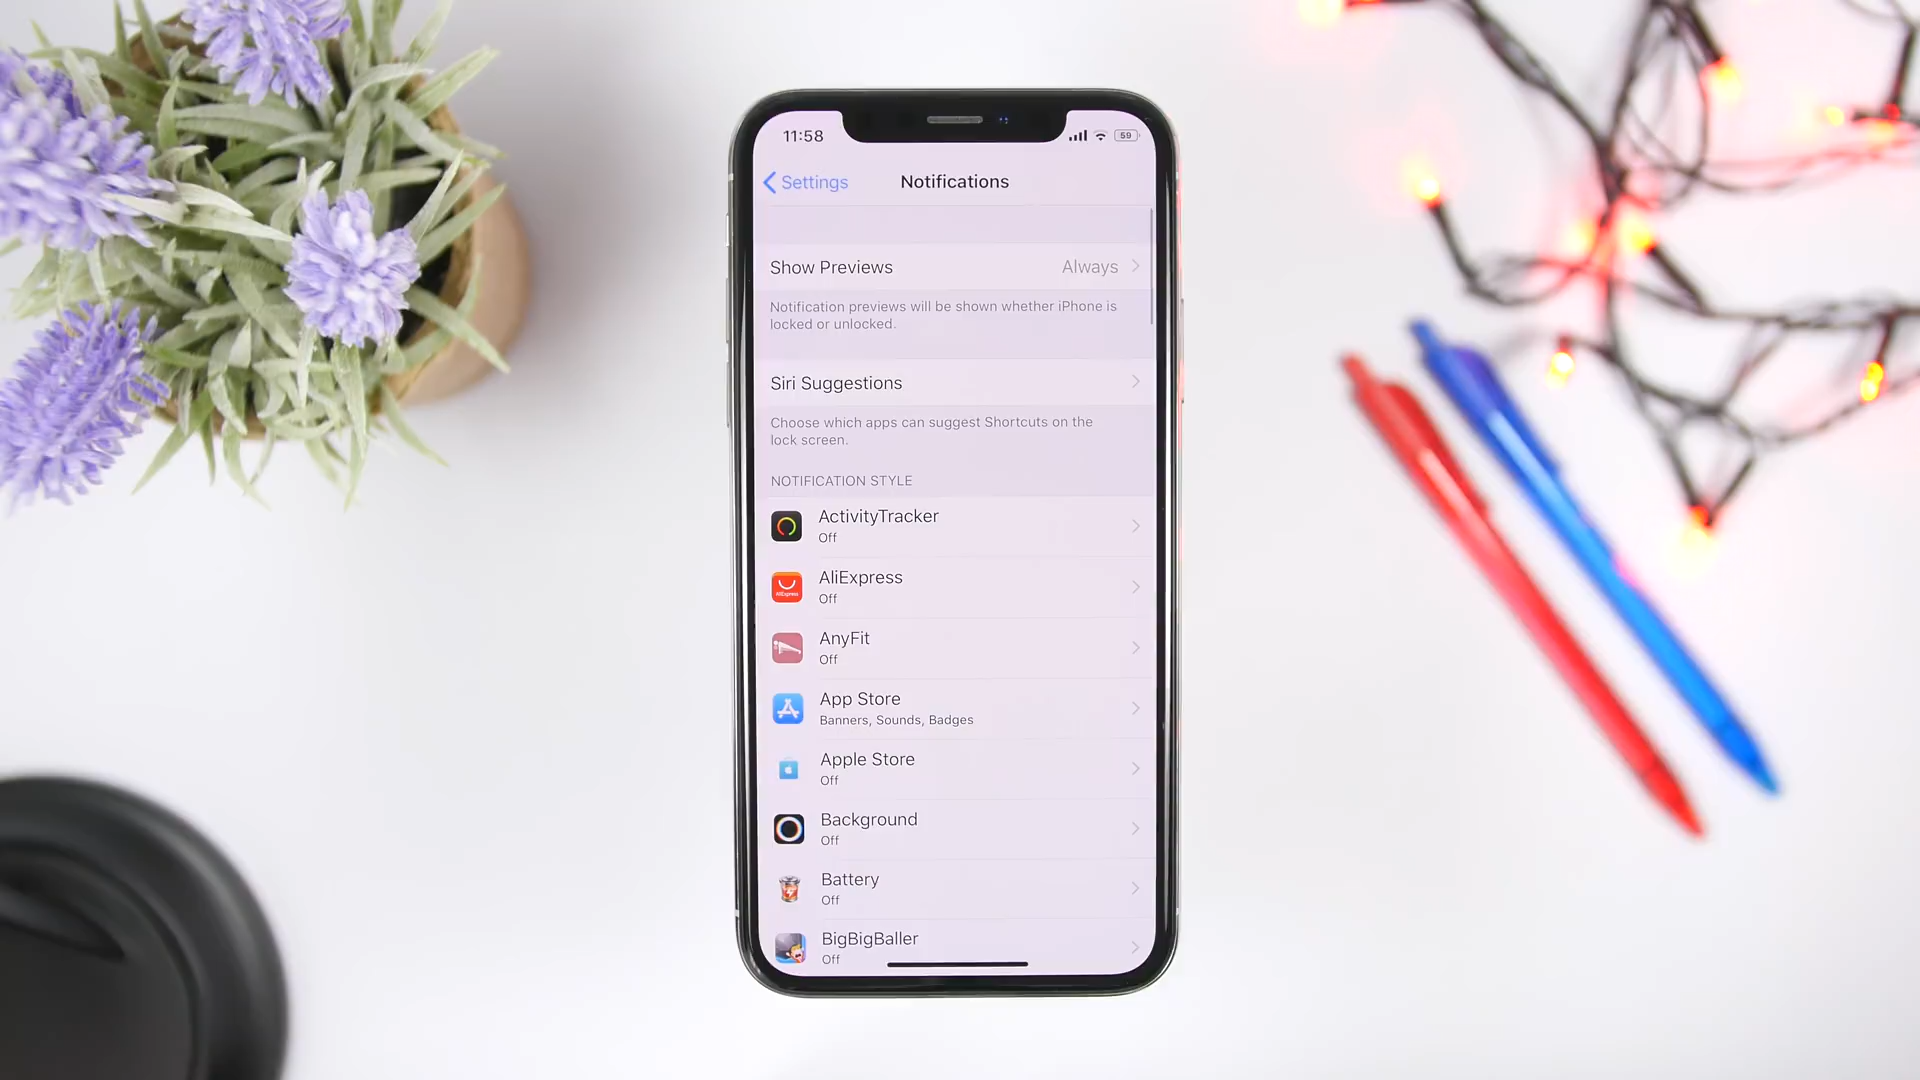 11:58
59
Settings
Notifications
Show Previews
Always
Notification previews will be shown whether iPhone is
locked or unlocked.
Siri Suggestions
Choose which apps can suggest Shortcuts on the
lock screen.
NOTIFICATION STYLE
ActivityTracker
Off
AliExpress
AliExpress
Off
AnyFit
Off
App Store
Banners, Sounds, Badges
Apple Store
Off
Background
Off
Battery
Off
BigBigBaller
Off